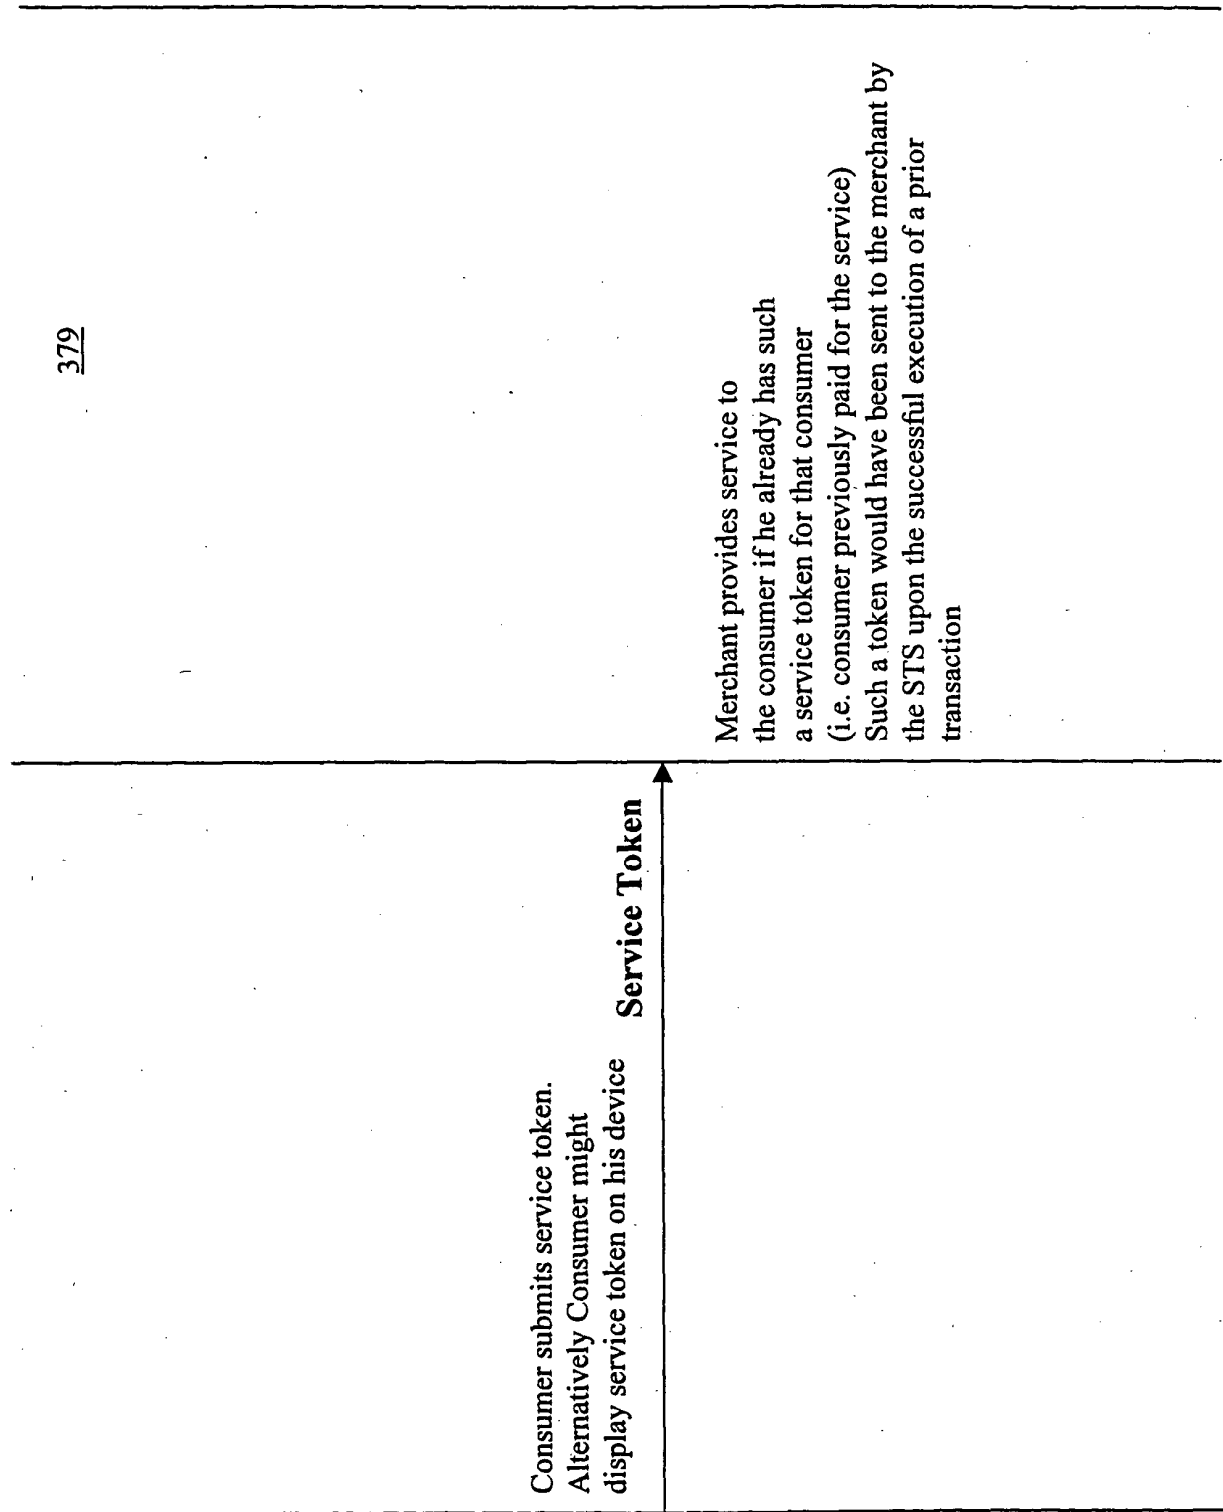 379
Consumer submits service token.
Alternatively Consumer might
display service token on his device
Service Token
Merchant provides service to
the consumer if he already has such
a service token for that consumer
(i.e. consumer previously paid for the service)
Such a token would have been sent to the merchant by
the STS upon the successful execution of a prior
transaction